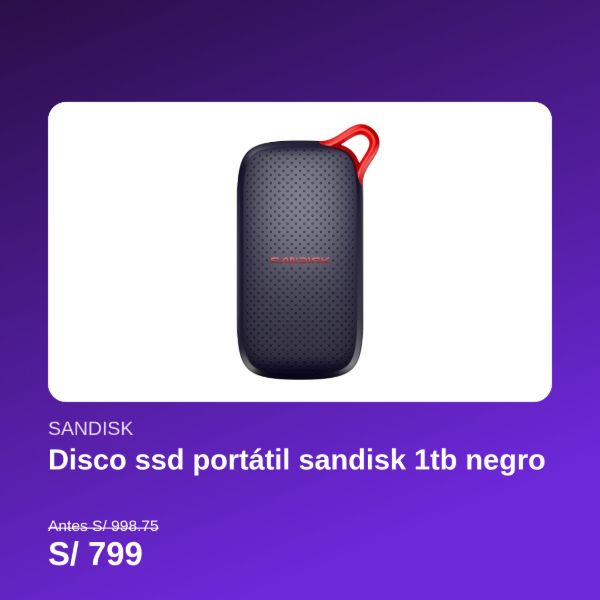 SANDISK
SANDISK
Disco ssd portátil sandisk 1tb negro
Antes S/ 998.75
S/ 799